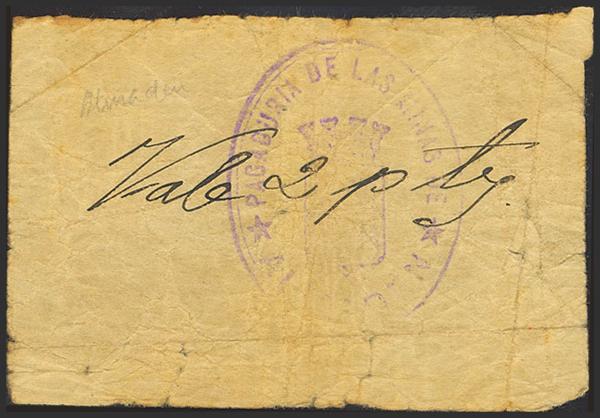 Almaden
PAGADURIA DE LAS MINAS DE
Vale 2 ptas.